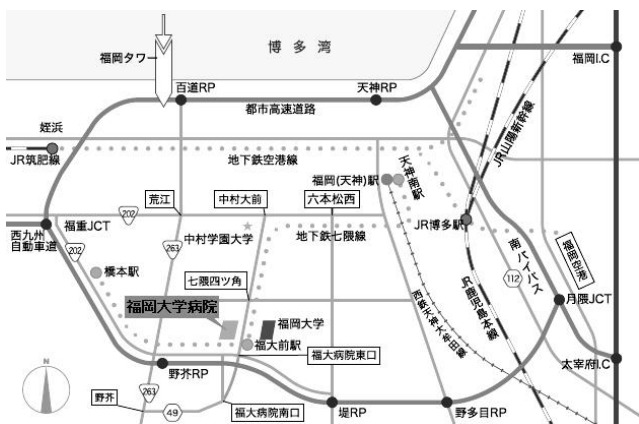 博多湾
福岡タワー
福岡I.C
百道RP
天神RP
都市高速道路
姪浜
JR筑肥線
地下鉄空港線
JR山陽新幹線
福岡(天神)駅
天神南駅
荒江
中村大前
六本松西
202
福重JCT
西九州
自動車道
202
263
中村学園大学
地下鉄七隈線
JR博多駅
南バイパス
福岡空港
橋本駅
七隈四ツ角
112
月隈JCT
福岡大学病院
福岡大学
西鉄天神大牟田線
JR鹿児島本線
福大前駅
福大病院東口
太宰府I.C
野芥RP
N
野芥
263
49
福大病院南口
堤RP
野多目RP